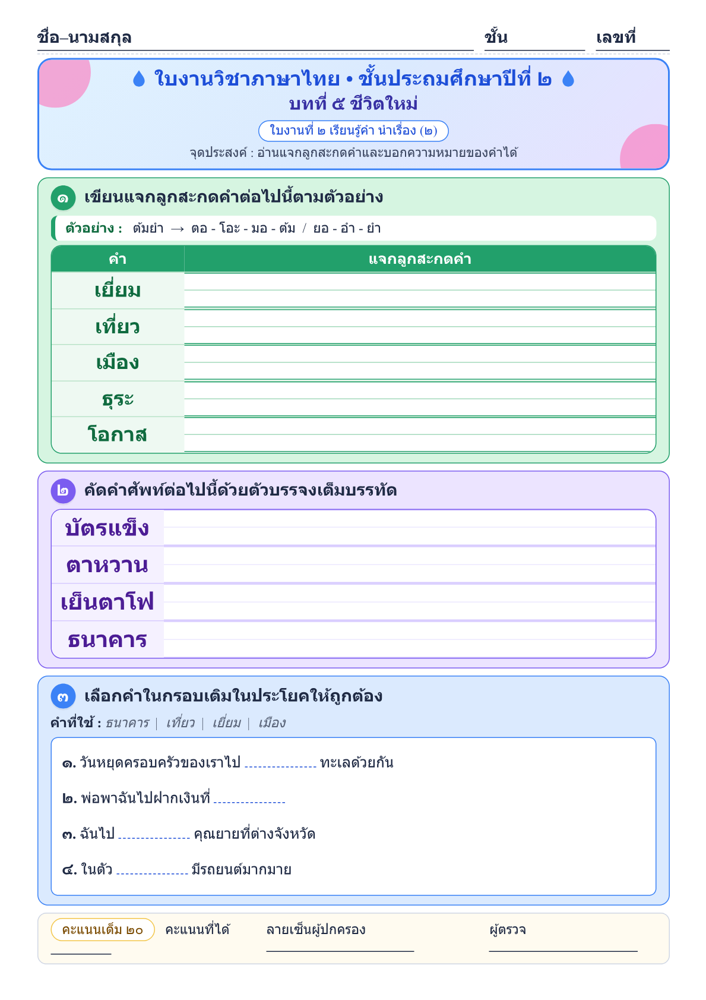 ชื่อ–นามสกุล ชั้น เลขที่
ใบงานวิชาภาษาไทย • ชั้นประถมศึกษาปีที่ ๒
บทที่ ๕ ชีวิตใหม่
ใบงานที่ ๒ เรียนรู้คำ นำเรื่อง (๒)
จุดประสงค์ : อ่านแจกลูกสะกดคำและบอกความหมายของคำได้
๑ เขียนแจกลูกสะกดคำต่อไปนี้ตามตัวอย่าง
ตัวอย่าง : ต้มยำ → ตอ - โอะ - มอ - ต้ม / ยอ - อำ - ยำ
คำ แจกลูกสะกดคำ
เยี่ยม
เที่ยว
เมือง
ธุระ
โอกาส
๒ คัดคำศัพท์ต่อไปนี้ด้วยตัวบรรจงเต็มบรรทัด
บัตรแข็ง
ตาหวาน
เย็นตาโฟ
ธนาคาร
๓ เลือกคำในกรอบเติมในประโยคให้ถูกต้อง
คำที่ใช้ : ธนาคาร | เที่ยว | เยี่ยม | เมือง
๑. วันหยุดครอบครัวของเราไป ................ ทะเลด้วยกัน
๒. พ่อพาฉันไปฝากเงินที่ ................
๓. ฉันไป ................ คุณยายที่ต่างจังหวัด
๔. ในตัว ................ มีรถยนต์มากมาย
คะแนนเต็ม ๒๐ คะแนนที่ได้ ลายเซ็นผู้ปกครอง ผู้ตรวจ